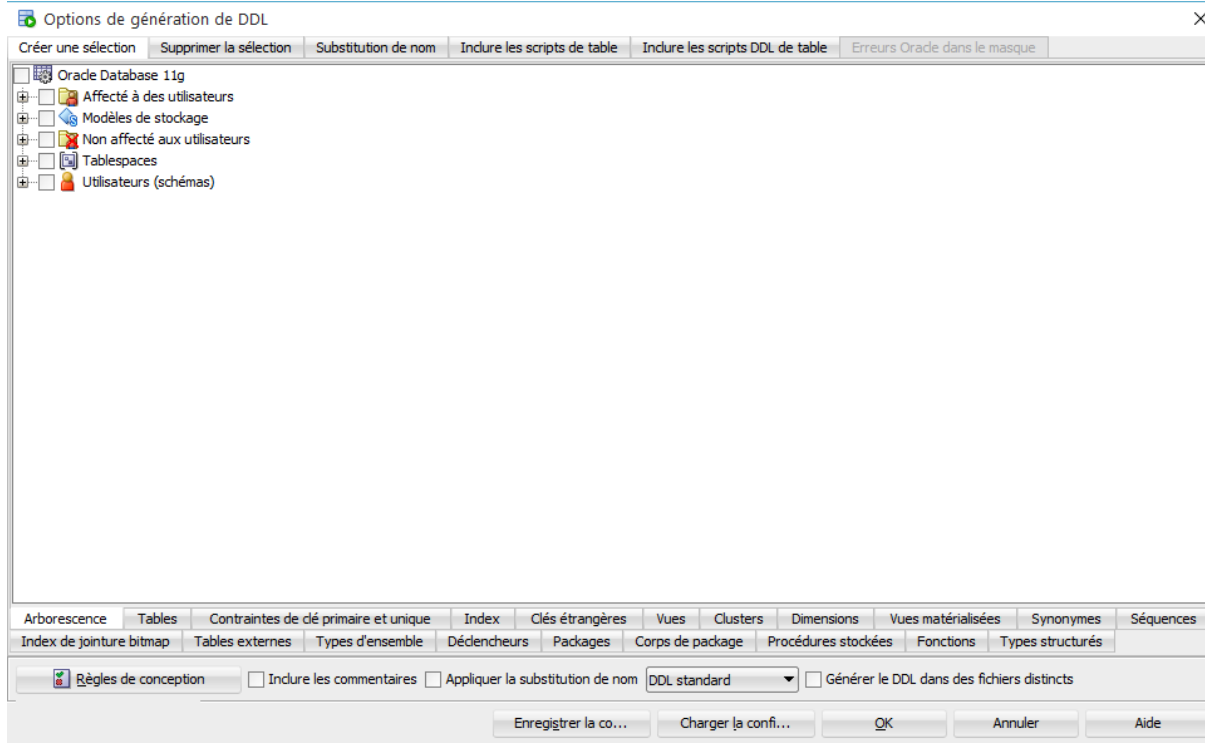 Options de génération de DDL
Créer une sélection Supprimer la sélection Substitution de nom Inclure les scripts de table Inclure les scripts DDL de table Erreurs Oracle dans le masque
Oracle Database 11g
Affecté à des utilisateurs
Modèles de stockage
Non affecté aux utilisateurs
Tablespaces
Utilisateurs (schémas)
Arborescence Tables Contraintes de clé primaire et unique Index Clés étrangères Vues Clusters Dimensions Vues matérialisées Synonymes Séquences
Index de jointure bitmap Tables externes Types d'ensemble Déclencheurs Packages Corps de package Procédures stockées Fonctions Types structurés
Règles de conception Inclure les commentaires Appliquer la substitution de nom DDL standard Générer le DDL dans des fichiers distincts
Enregistrer la co... Charger la confi... OK Annuler Aide